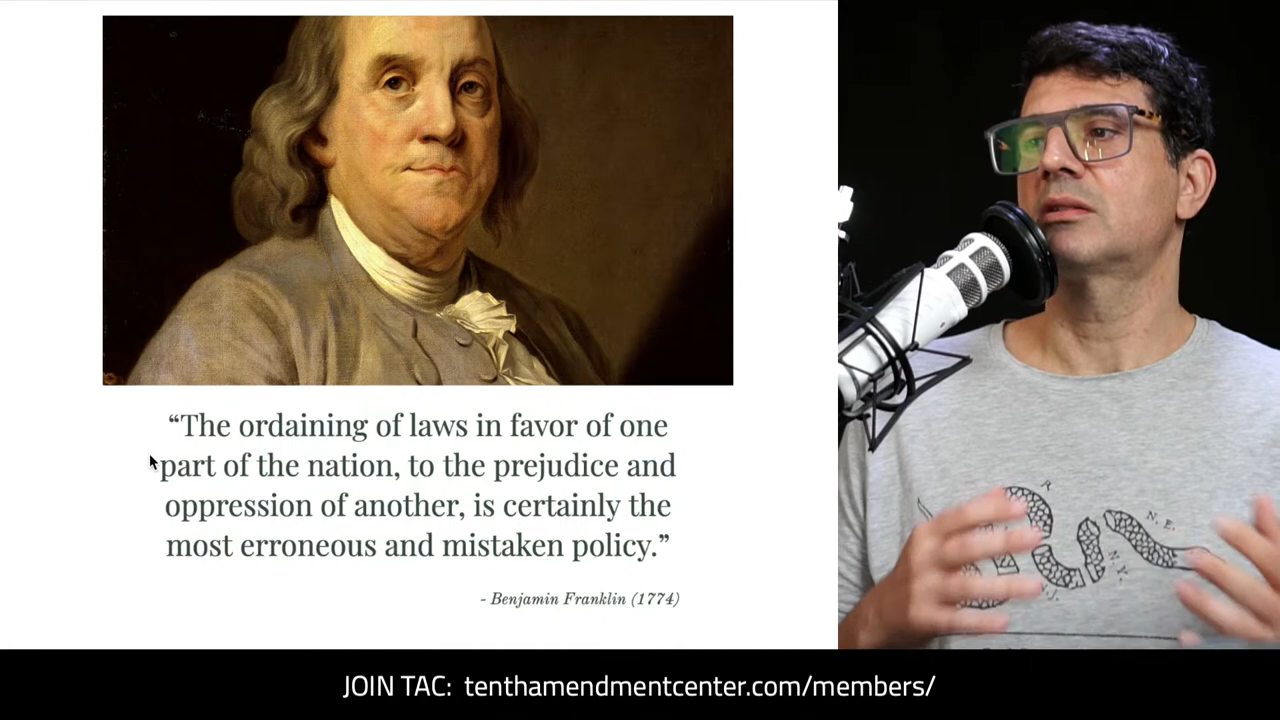 “The ordaining of laws in favor of one
part of the nation, to the prejudice and
oppression of another, is certainly the
most erroneous and mistaken policy.”
- Benjamin Franklin (1774)
R
N. E.
N. Y.
N. J.
JOIN TAC: tenthamendmentcenter.com/members/